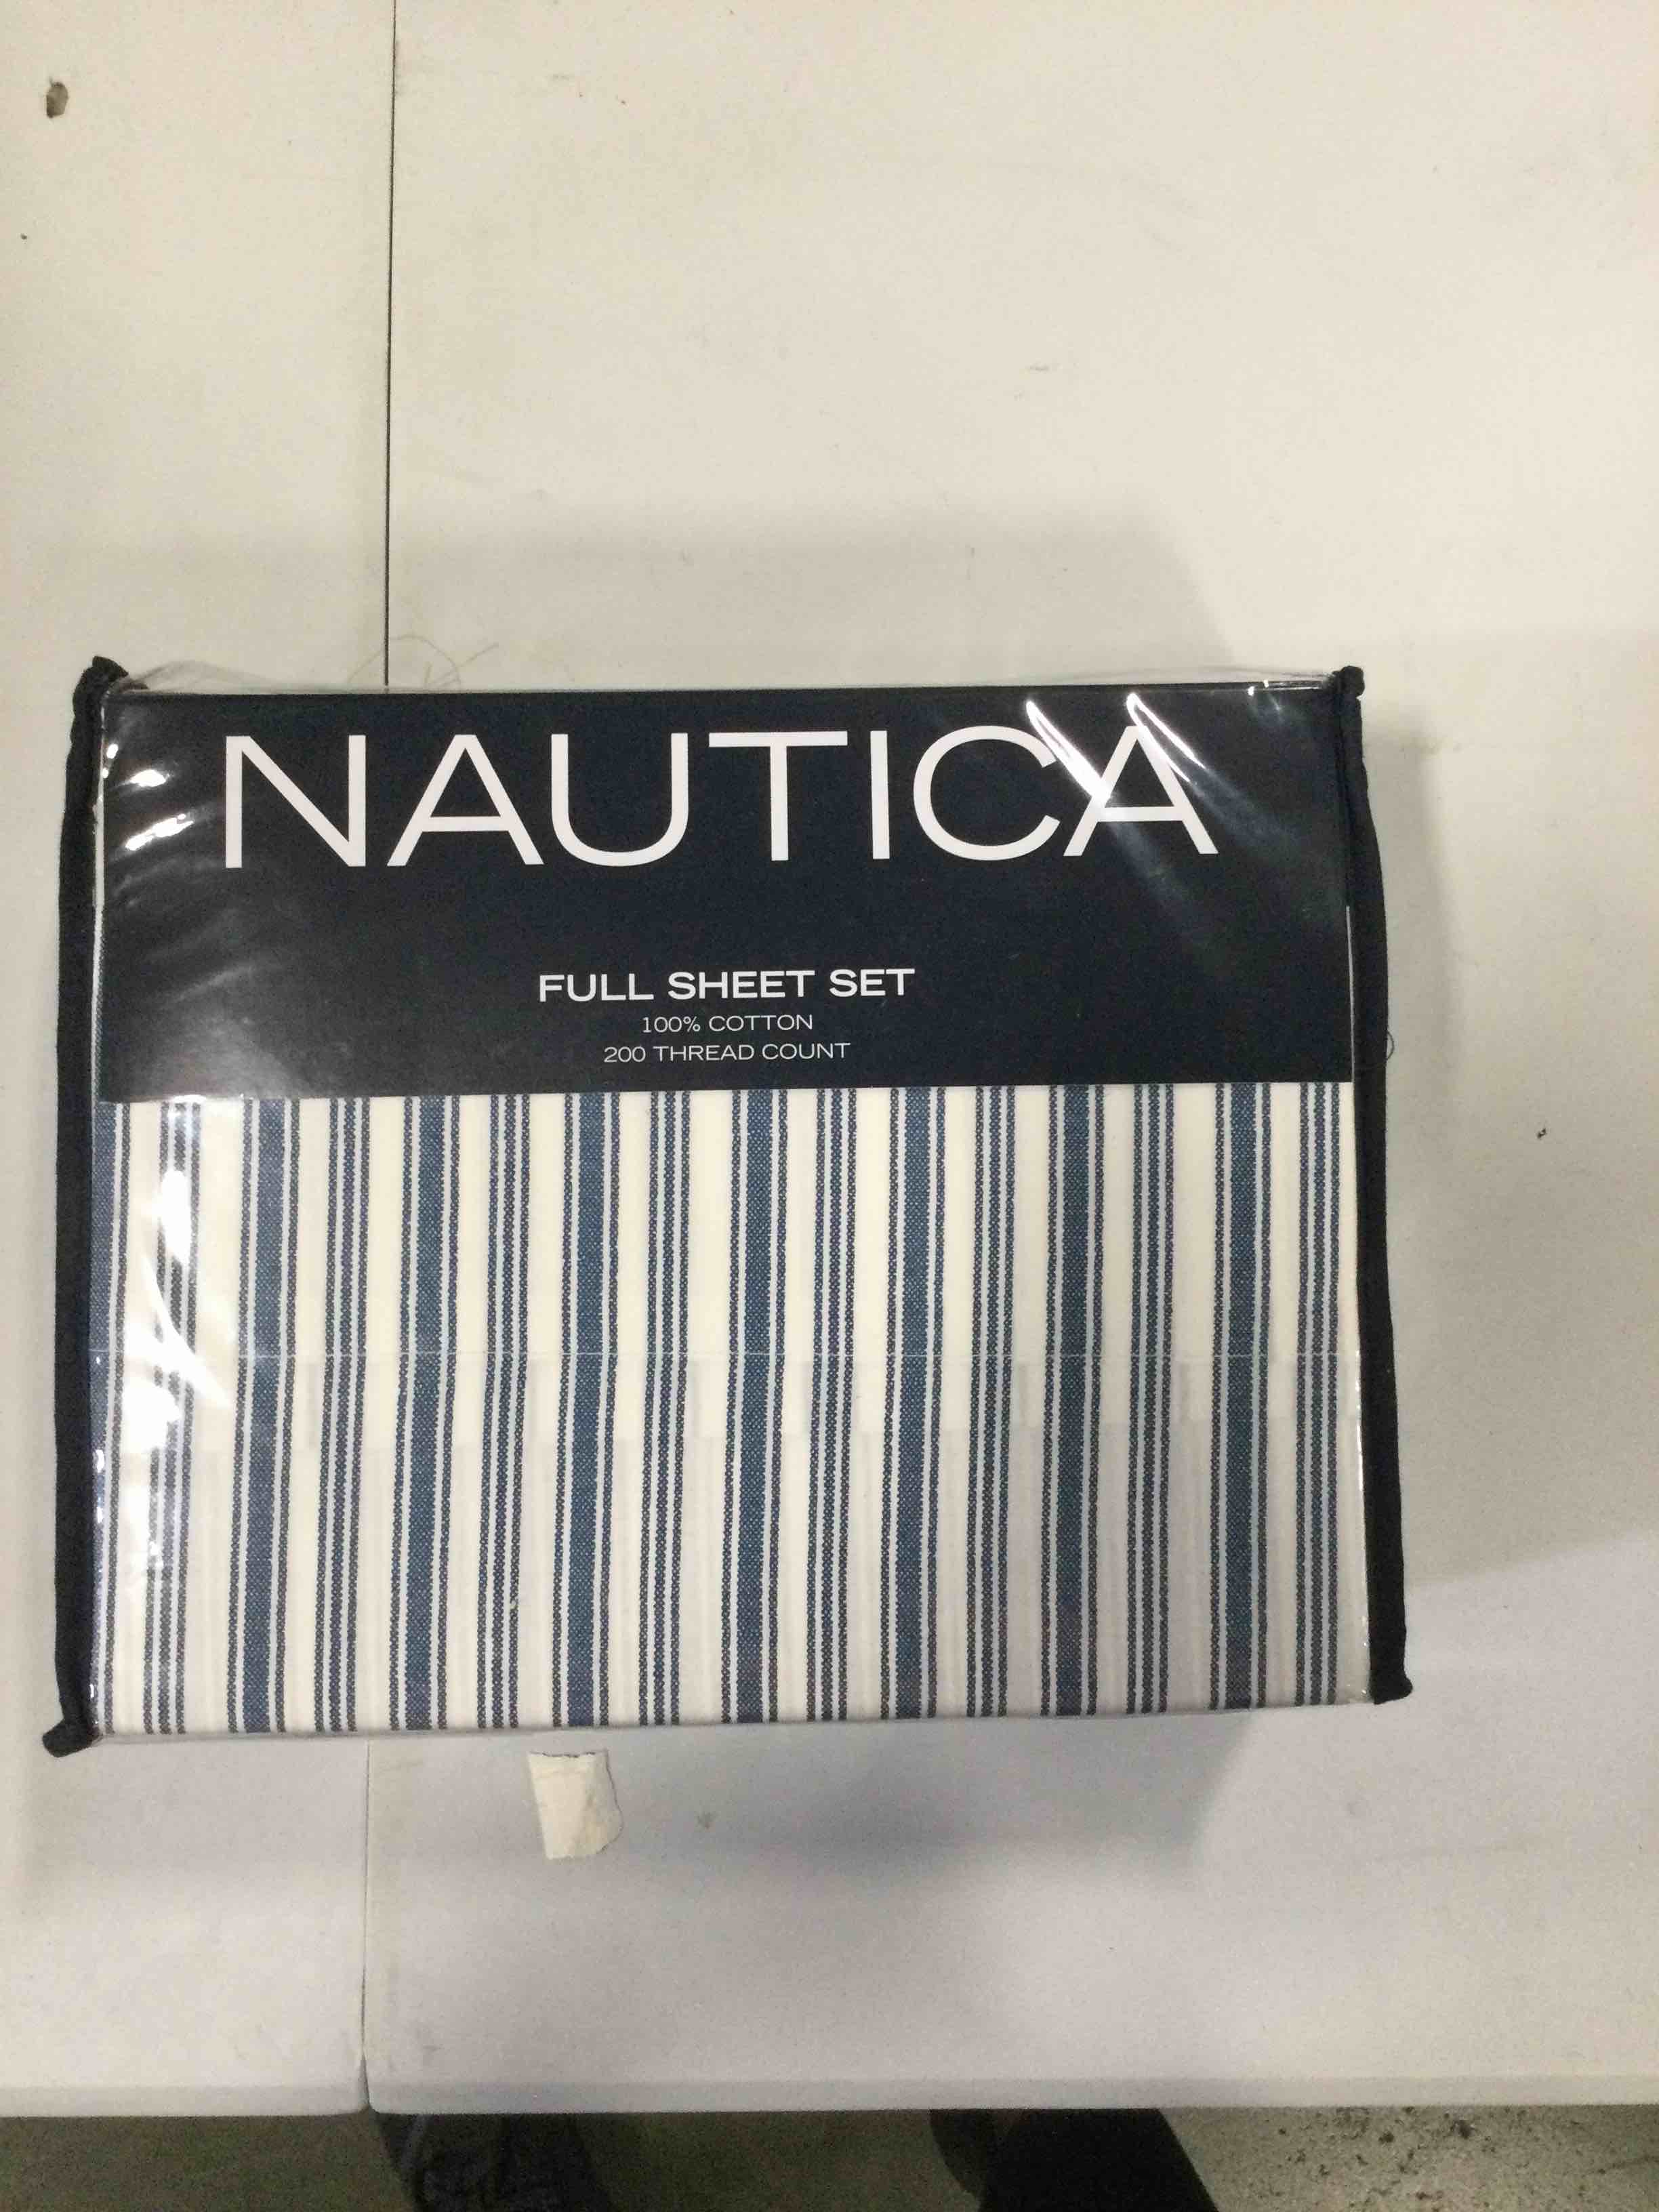 NAUTICA
FULL SHEET SET
100% COTTON
200 THREAD COUNT